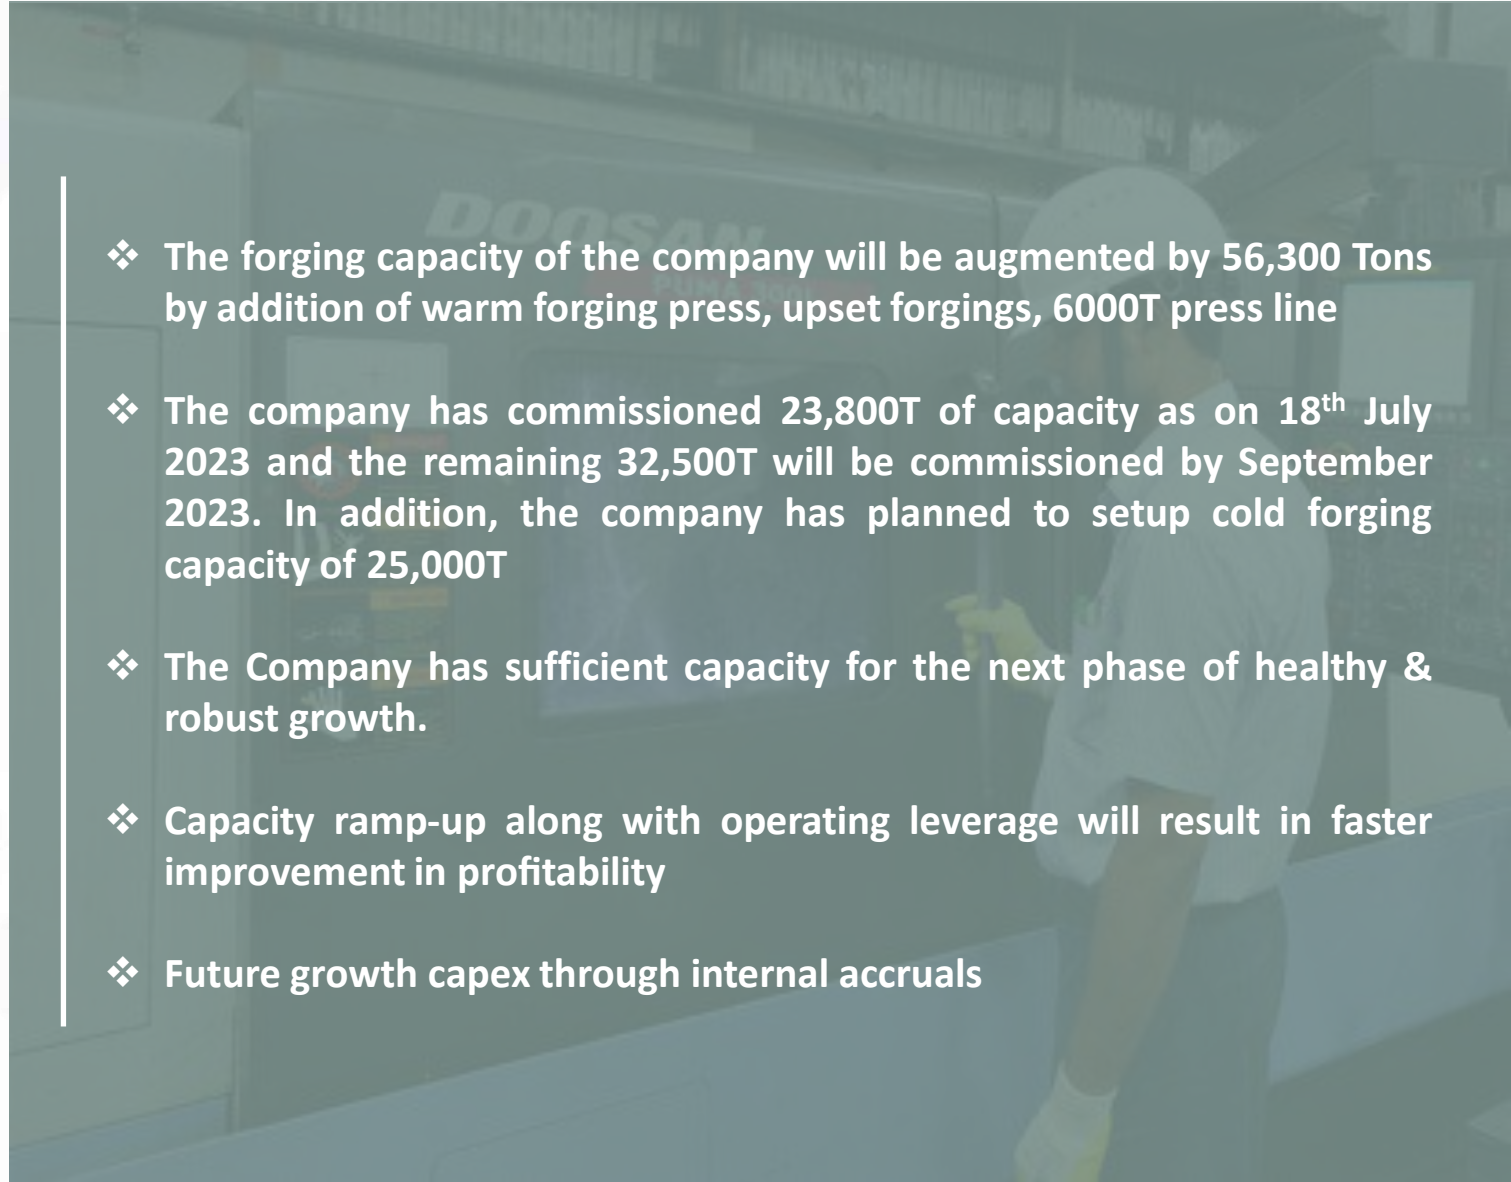 DOOSAN
PUMA 300
❖ The forging capacity of the company will be augmented by 56,300 Tons
by addition of warm forging press, upset forgings, 6000T press line
❖ The company has commissioned 23,800T of capacity as on 18th July
2023 and the remaining 32,500T will be commissioned by September
2023. In addition, the company has planned to setup cold forging
capacity of 25,000T
❖ The Company has sufficient capacity for the next phase of healthy &
robust growth.
❖ Capacity ramp-up along with operating leverage will result in faster
improvement in profitability
❖ Future growth capex through internal accruals